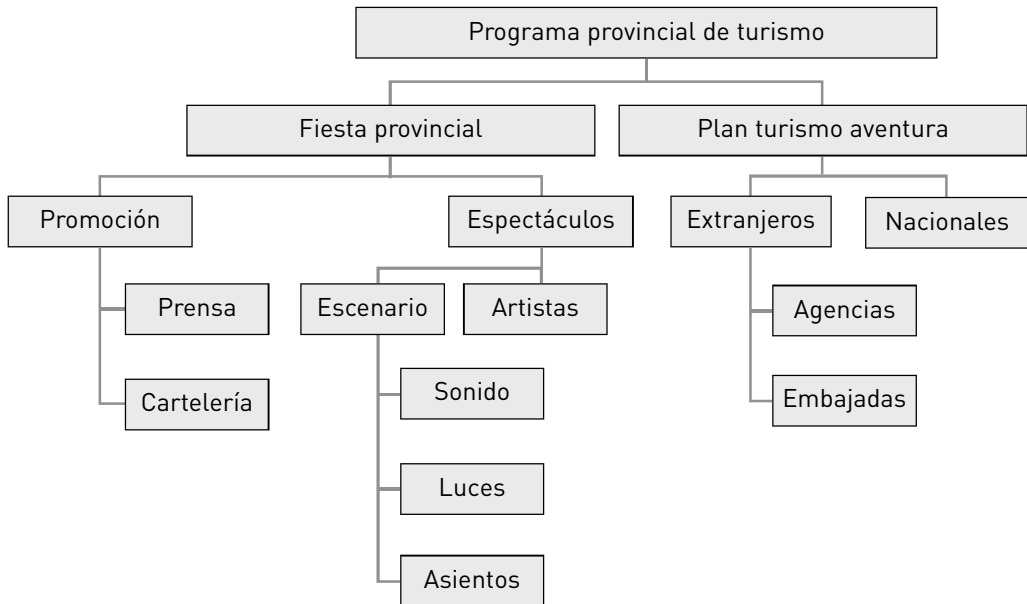 Programa provincial de turismo
Fiesta provincial
Plan turismo aventura
Promoción
Espectáculos
Extranjeros
Nacionales
Prensa
Escenario
Artistas
Agencias
Cartelería
Sonido
Embajadas
Luces
Asientos